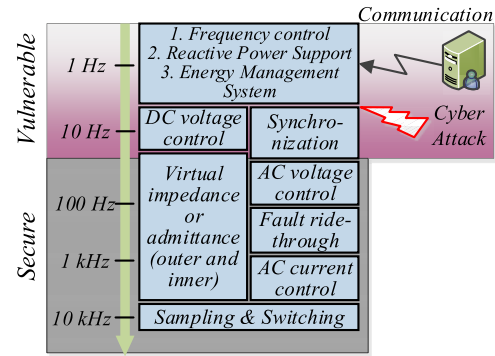 Communication
Vulnerable
1 Hz
1. Frequency control
2. Reactive Power Support
3. Energy Management
System
Cyber
Attack
10 Hz
DC voltage
control
Synchro-
nization
Secure
100 Hz
1 kHz
10 kHz
Virtual
impedance
or
admittance
(outer and
inner)
AC voltage
control
Fault ride-
through
AC current
control
Sampling & Switching